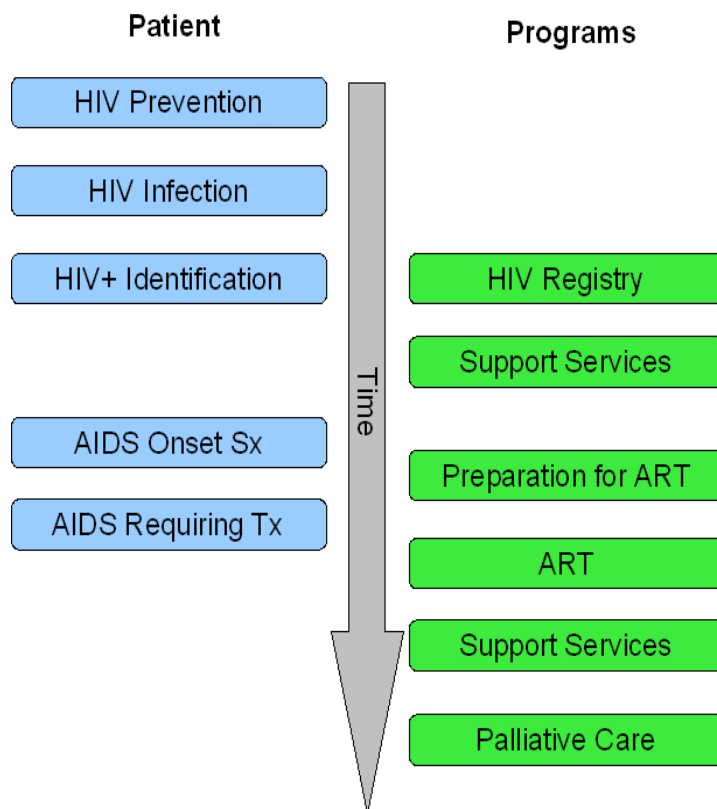 Patient
Programs
HIV Prevention
HIV Infection
HIV+ Identification
HIV Registry
Support Services
Time
AIDS Onset Sx
Preparation for ART
AIDS Requiring Tx
ART
Support Services
Palliative Care